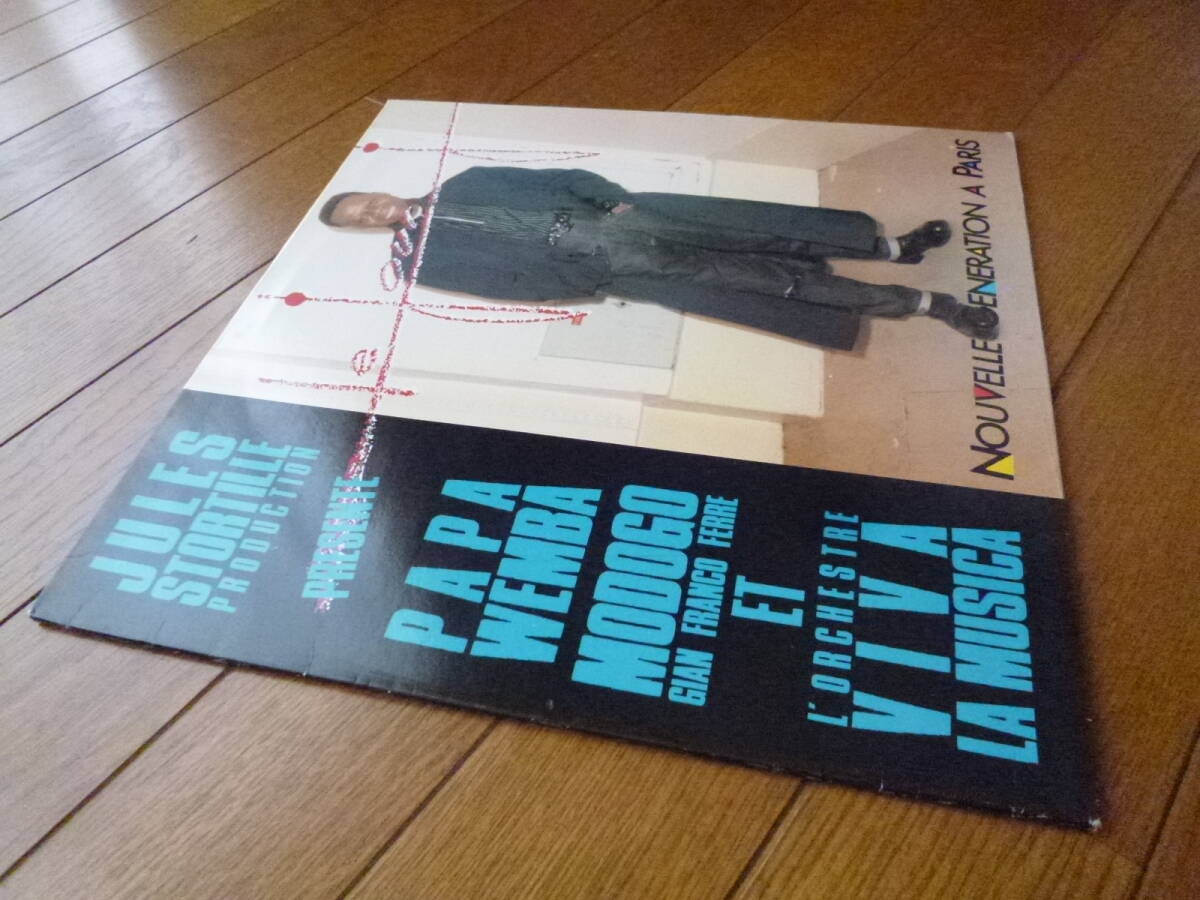 JULES
STORTILLE
PRODUCTION
PRESENTE
PAPA
WEMBA
MODOGO
GIAN FRANCO FERRE
ET
L'ORCHESTRE
VIVA
LA MUSICA
NOUVELLE GENERATION A PARIS